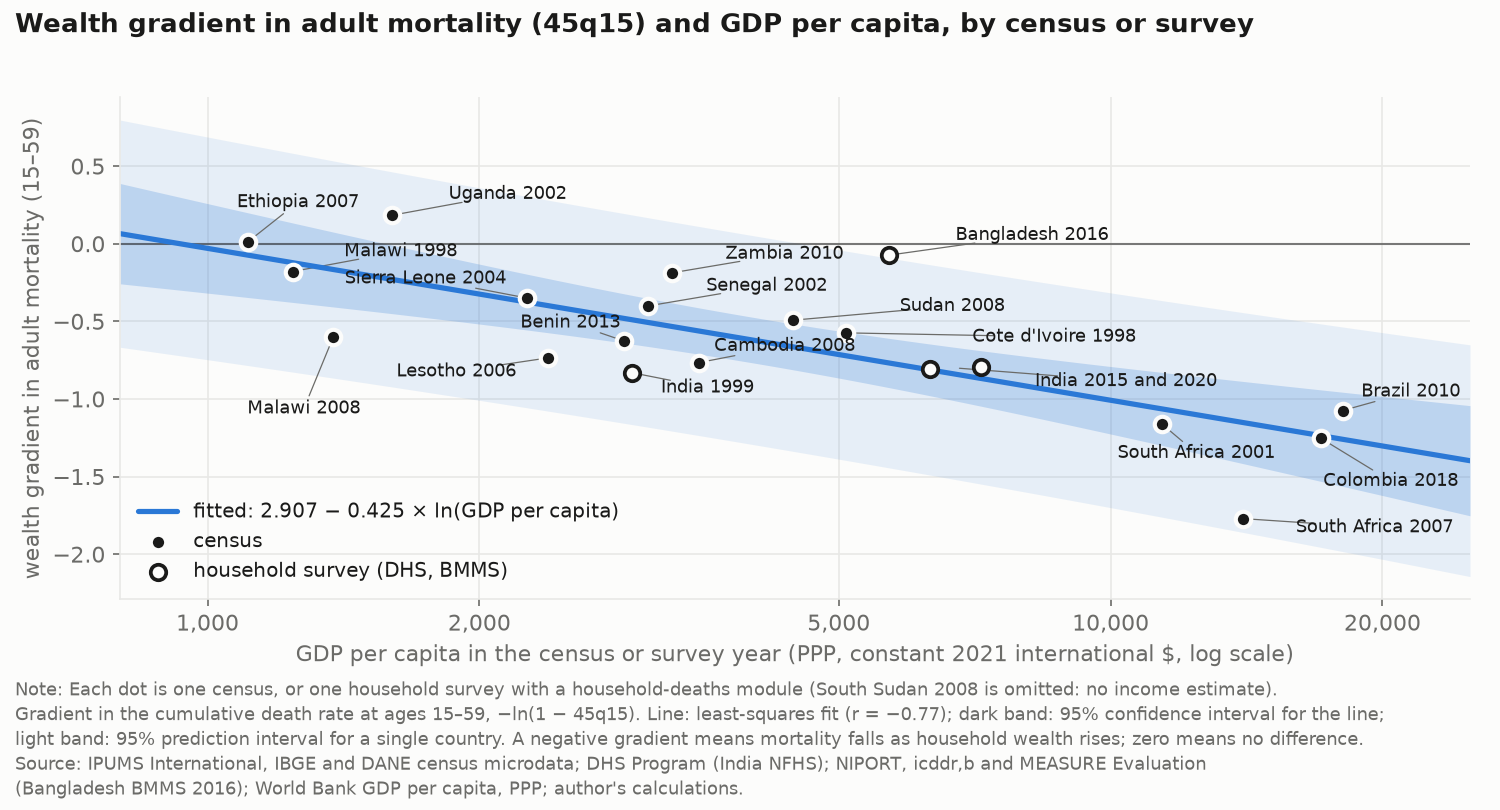 Wealth gradient in adult mortality (45q15) and GDP per capita, by census or survey
wealth gradient in adult mortality (15–59)
0.5
0.0
−0.5
−1.0
−1.5
−2.0
Ethiopia 2007
Uganda 2002
Malawi 1998
Sierra Leone 2004
Zambia 2010
Bangladesh 2016
Senegal 2002
Sudan 2008
Benin 2013
Cote d'Ivoire 1998
Cambodia 2008
Lesotho 2006
India 1999
India 2015 and 2020
Malawi 2008
Brazil 2010
South Africa 2001
Colombia 2018
South Africa 2007
fitted: 2.907 − 0.425 × ln(GDP per capita)
census
household survey (DHS, BMMS)
1,000
2,000
5,000
10,000
20,000
GDP per capita in the census or survey year (PPP, constant 2021 international $, log scale)
Note: Each dot is one census, or one household survey with a household-deaths module (South Sudan 2008 is omitted: no income estimate).
Gradient in the cumulative death rate at ages 15–59, −ln(1 − 45q15). Line: least-squares fit (r = −0.77); dark band: 95% confidence interval for the line;
light band: 95% prediction interval for a single country. A negative gradient means mortality falls as household wealth rises; zero means no difference.
Source: IPUMS International, IBGE and DANE census microdata; DHS Program (India NFHS); NIPORT, icddr,b and MEASURE Evaluation
(Bangladesh BMMS 2016); World Bank GDP per capita, PPP; author's calculations.